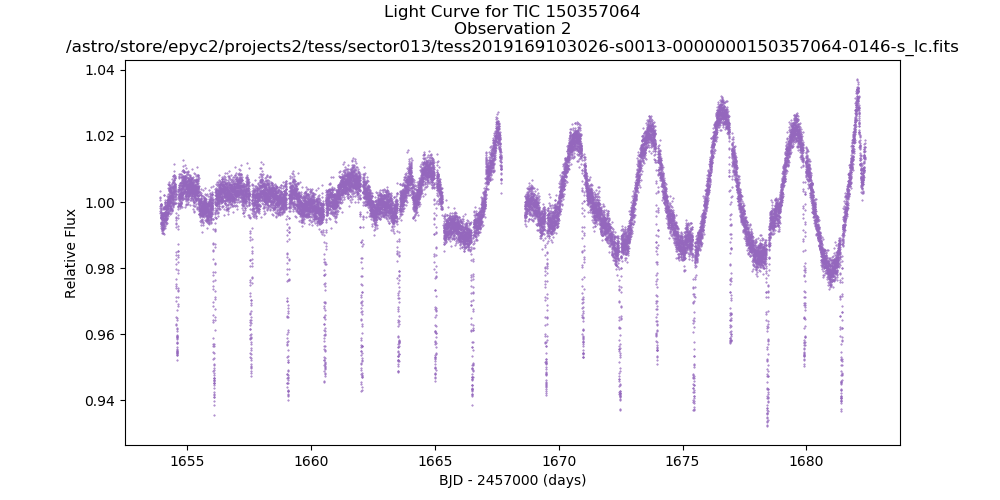 Light Curve for TIC 150357064
Observation 2
/astro/store/epyc2/projects2/tess/sector013/tess2019169103026-s0013-0000000150357064-0146-s_lc.fits
1.04
1.02
1.00
0.98
0.96
0.94
Relative Flux
1655
1660
1665
1670
1675
1680
BJD - 2457000 (days)